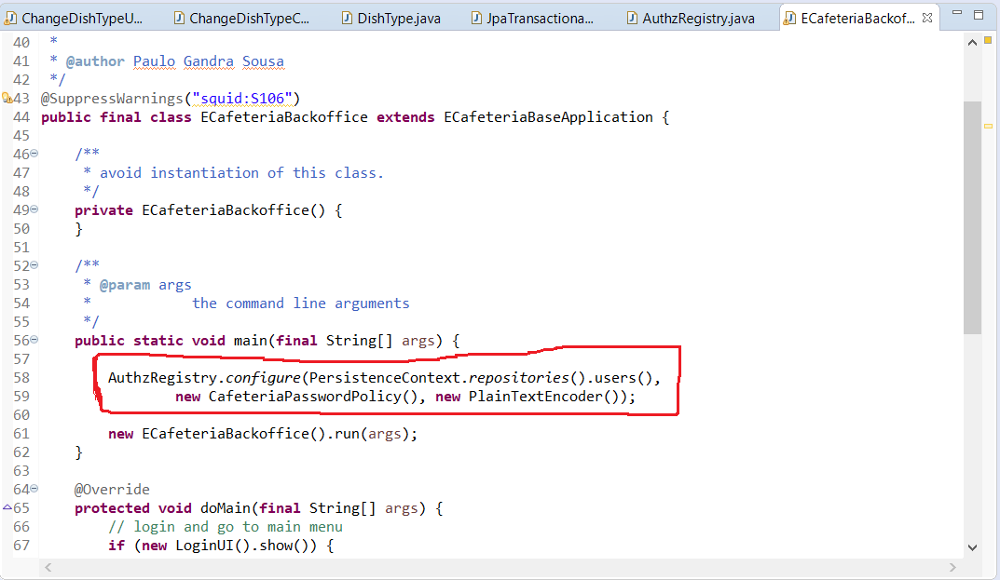 ChangeDishTypeU... ChangeDishTypeC... DishType.java JpaTransactiona... AuthzRegistry.java ECafeteriaBackof...
40 *
41 * @author Paulo Gandra Sousa
42 */
43 @SuppressWarnings("squid:S106")
44 public final class ECafeteriaBackoffice extends ECafeteriaBaseApplication {
45
46 /**
47 * avoid instantiation of this class.
48 */
49 private ECafeteriaBackoffice() {
50 }
51
52 /**
53 * @param args
54 * the command line arguments
55 */
56 public static void main(final String[] args) {
57
58 AuthzRegistry.configure(PersistenceContext.repositories().users(),
59 new CafeteriaPasswordPolicy(), new PlainTextEncoder());
60
61 new ECafeteriaBackoffice().run(args);
62 }
63
64 @Override
65 protected void doMain(final String[] args) {
66 // login and go to main menu
67 if (new LoginUI().show()) {